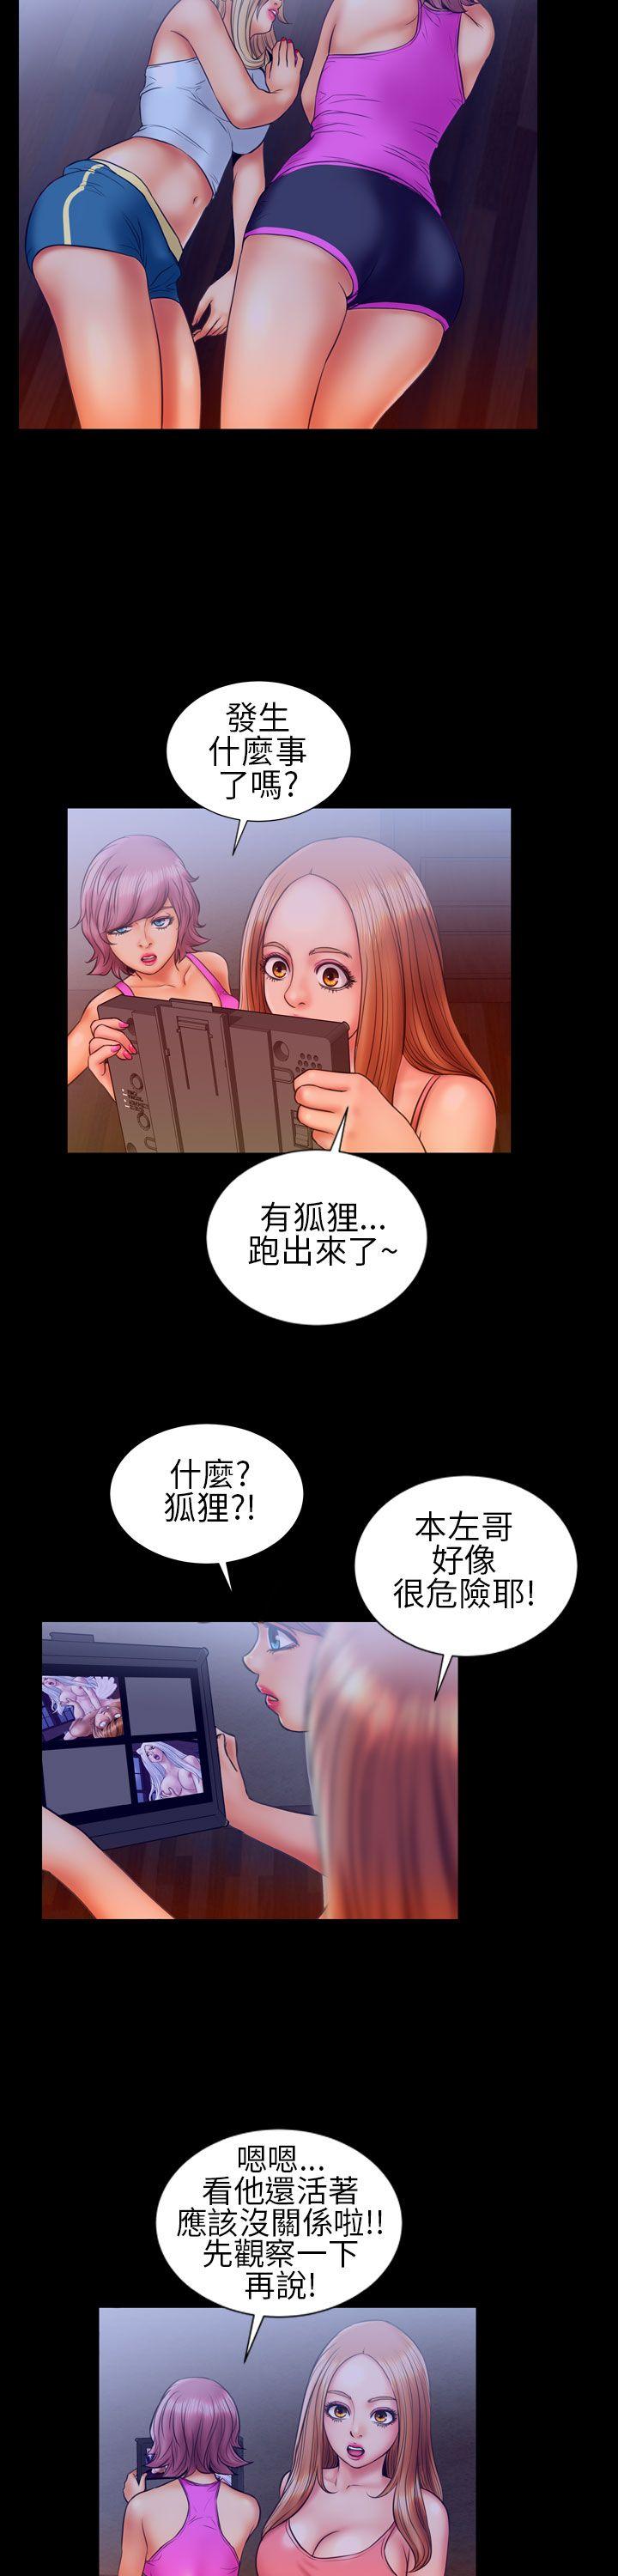 發生
什麼事
了嗎?
有狐狸...
跑出來了~
什麼?
狐狸?!
本左哥
好像
很危險耶!
嗯嗯...
看他還活著
應該沒關係啦!!
先觀察一下
再說!